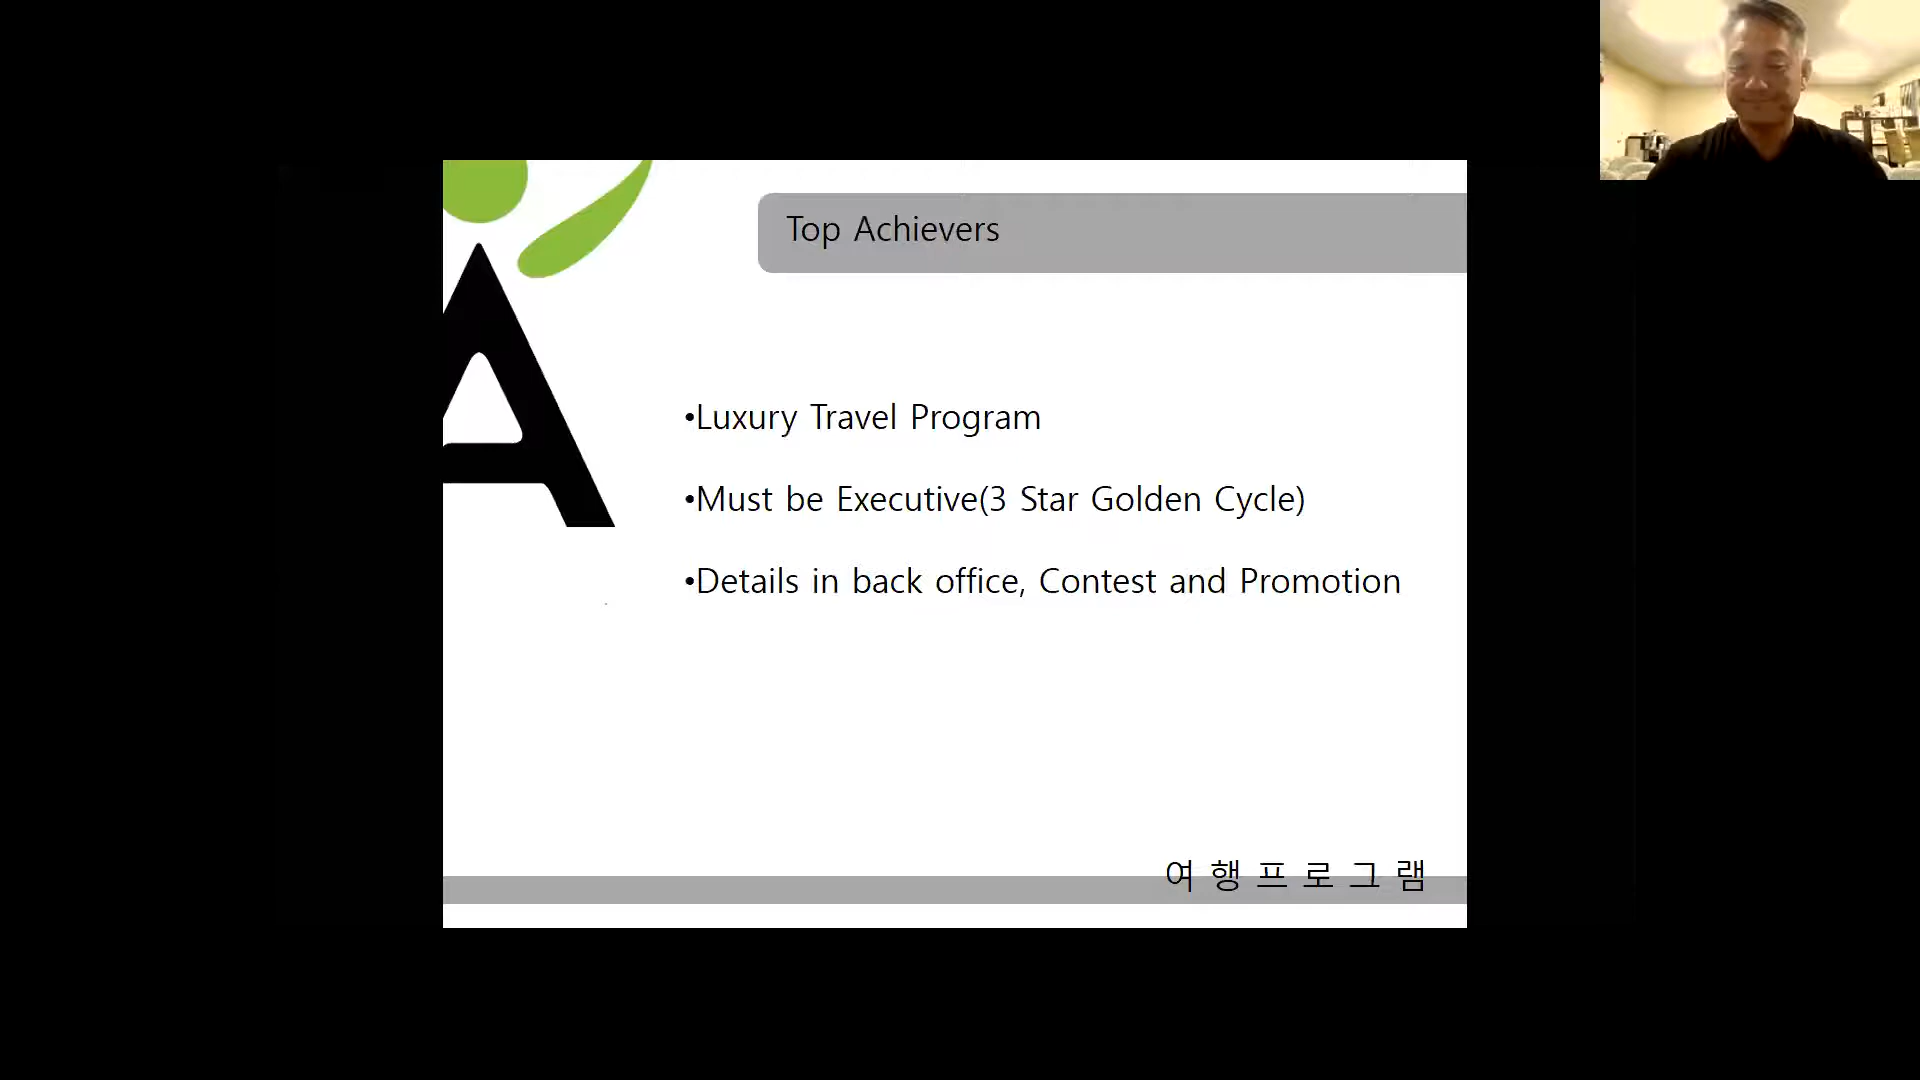 Top Achievers
•Luxury Travel Program
•Must be Executive(3 Star Golden Cycle)
•Details in back office, Contest and Promotion
여 행 프 로 그 램